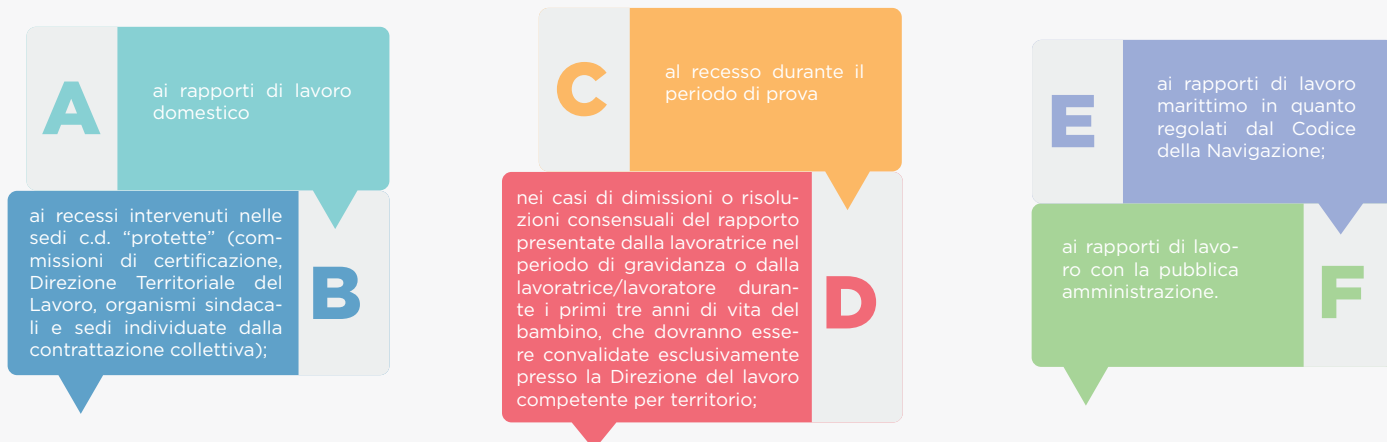 A
ai rapporti di lavoro
domestico
ai recessi intervenuti nelle
sedi c.d. “protette” (com-
missioni di certificazione,
Direzione Territoriale del
Lavoro, organismi sindaca-
li e sedi individuate dalla
contrattazione collettiva);
B
C
al recesso durante il
periodo di prova
nei casi di dimissioni o risolu-
zioni consensuali del rapporto
presentate dalla lavoratrice nel
periodo di gravidanza o dalla
lavoratrice/lavoratore duran-
te i primi tre anni di vita del
bambino, che dovranno esse-
re convalidate esclusivamente
presso la Direzione del lavoro
competente per territorio;
D
E
ai rapporti di lavoro
marittimo in quanto
regolati dal Codice
della Navigazione;
ai rapporti di lavo-
ro con la pubblica
amministrazione.
F